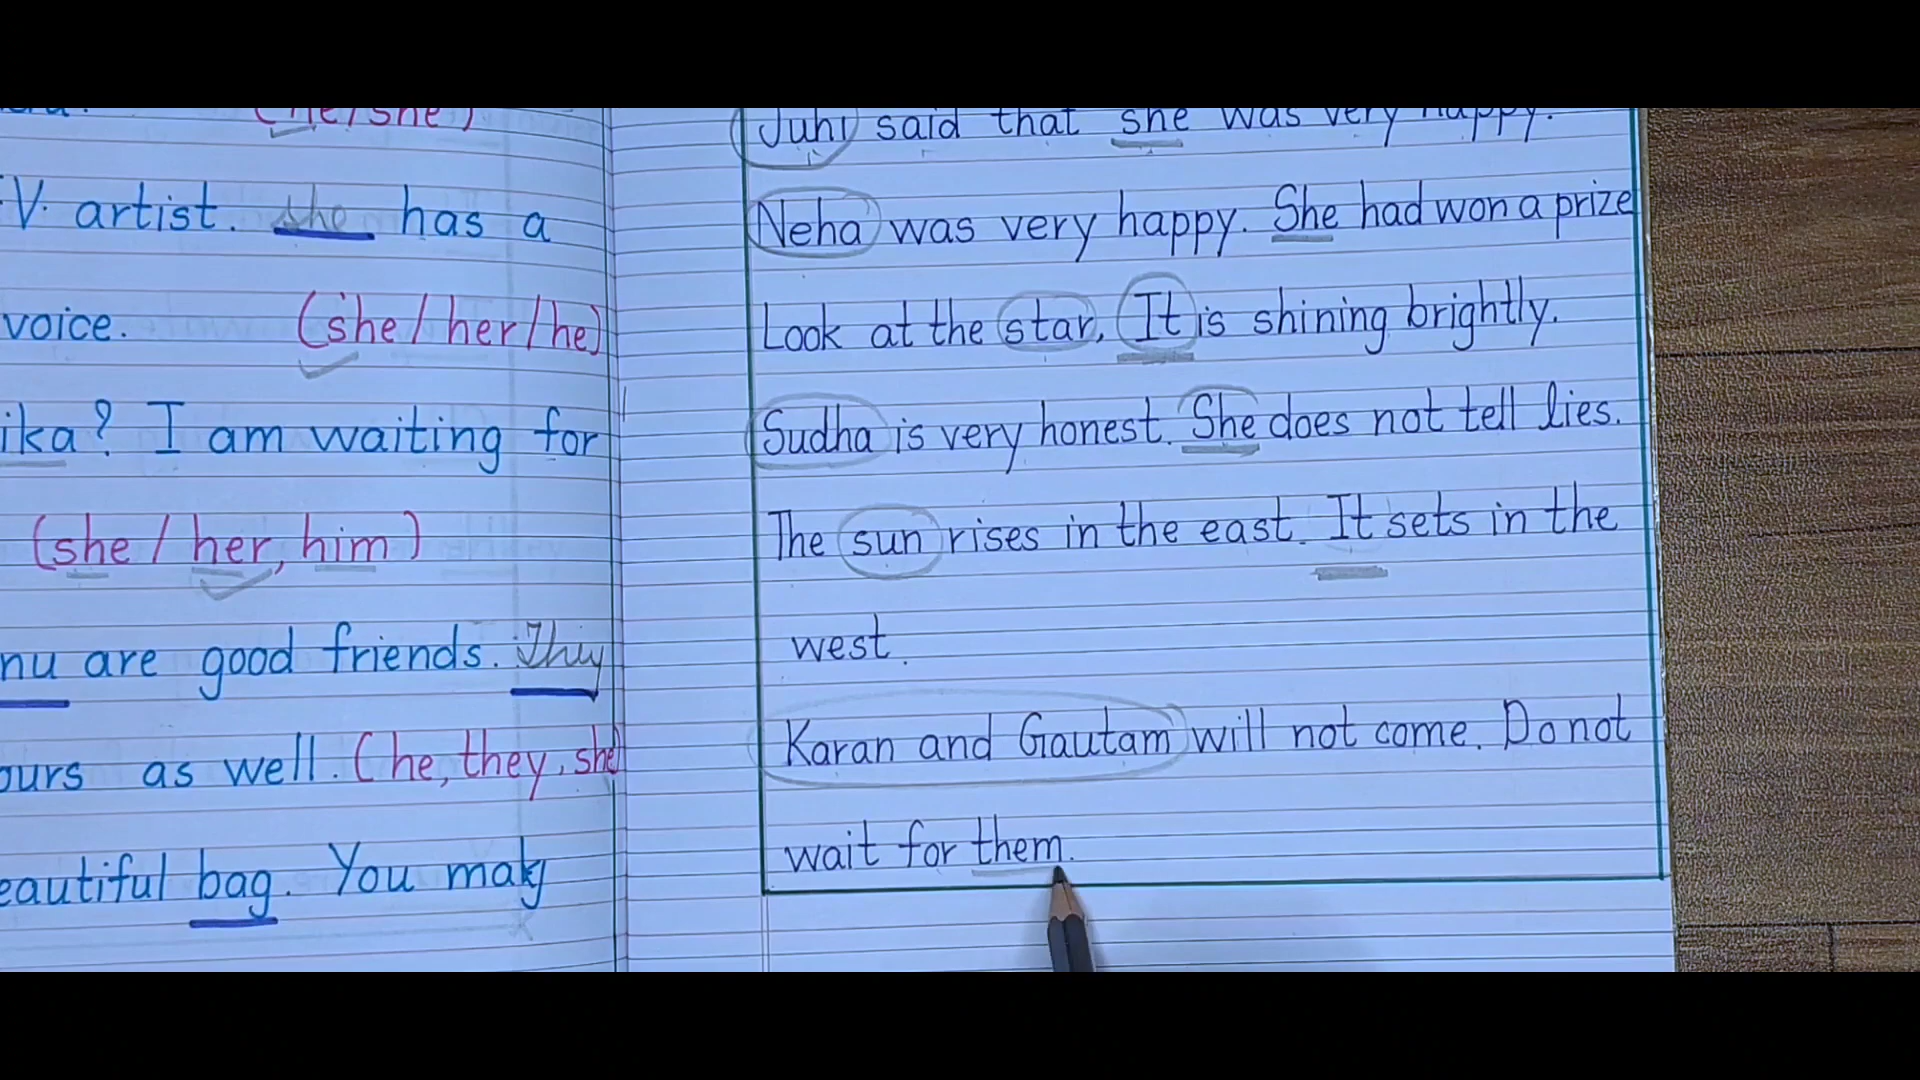 (he/she)
V. artist. she has a
voice. (she/her/he)
ika? I am waiting for
(she / her, him)
nu are good friends. They
ours as well. (he, they, she
eautiful bag. You may
Juhi said that she was very happy.
Neha was very happy. She had won a prize
Look at the star. It is shining brightly.
Sudha is very honest. She does not tell lies.
The sun rises in the east. It sets in the
west.
Karan and Gautam will not come. Do not
wait for them.